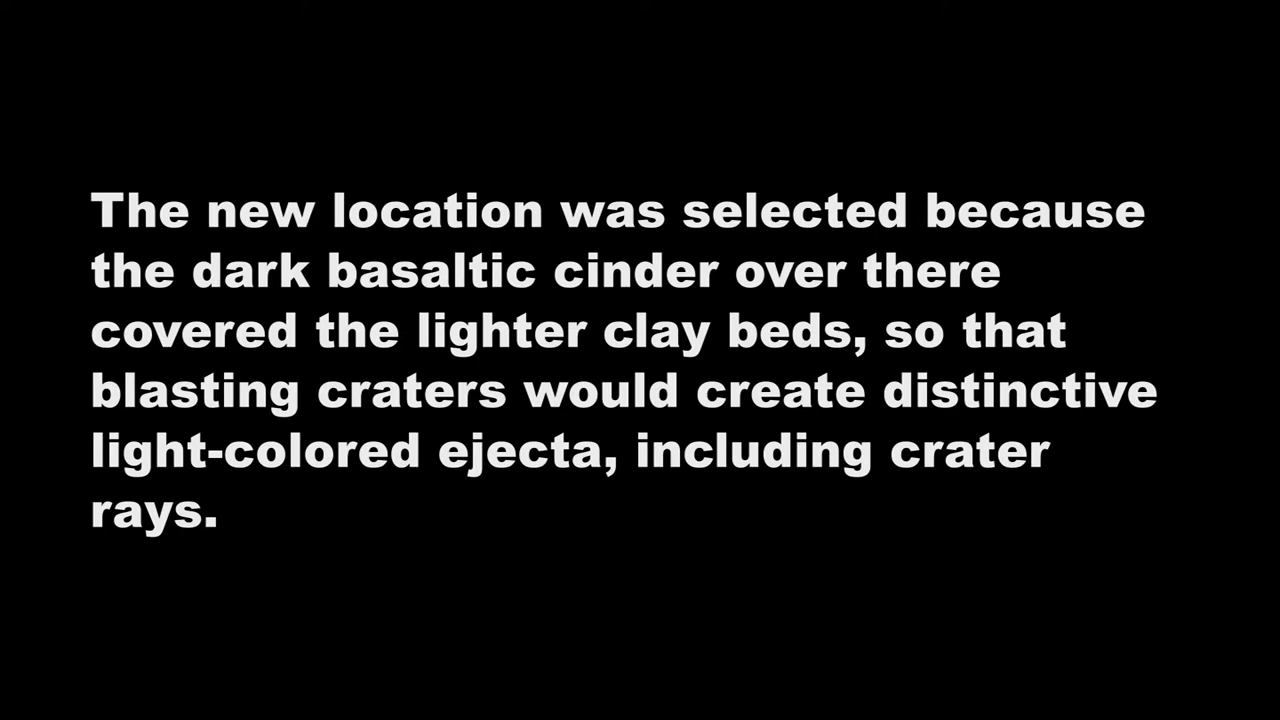 The new location was selected because
the dark basaltic cinder over there
covered the lighter clay beds, so that
blasting craters would create distinctive
light-colored ejecta, including crater
rays.